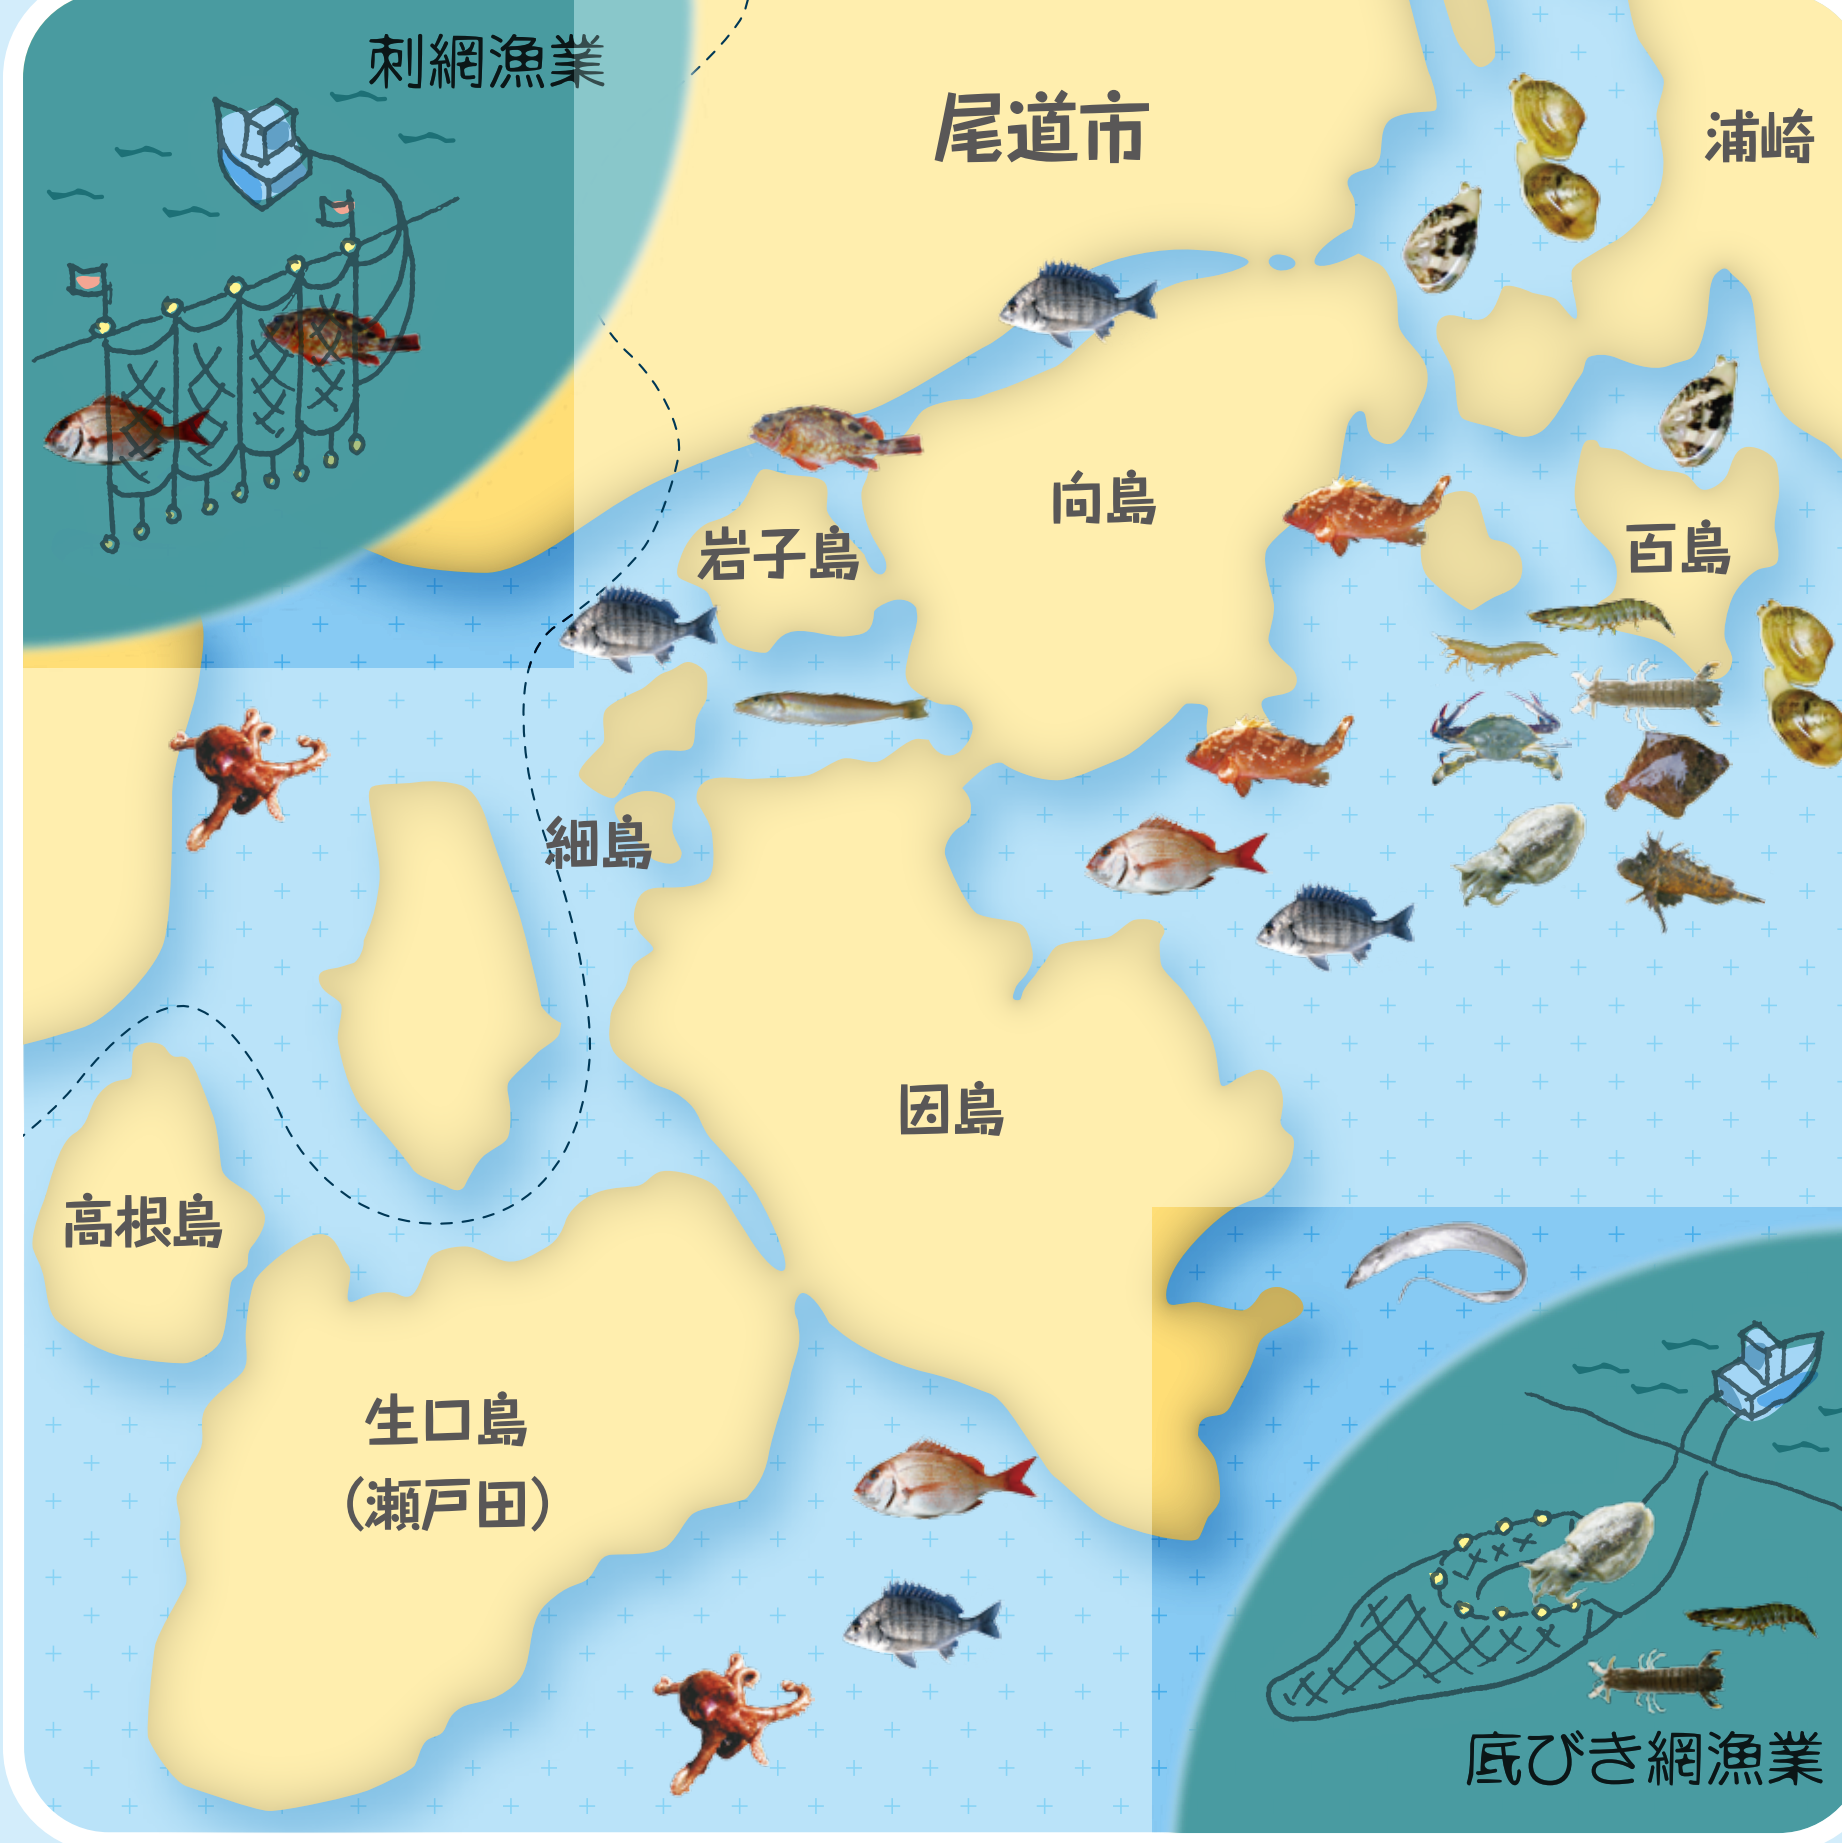 刺網漁業
尾道市
浦崎
向島
岩子島
百島
細島
因島
高根島
生口島
（瀬戸田）
底びき網漁業